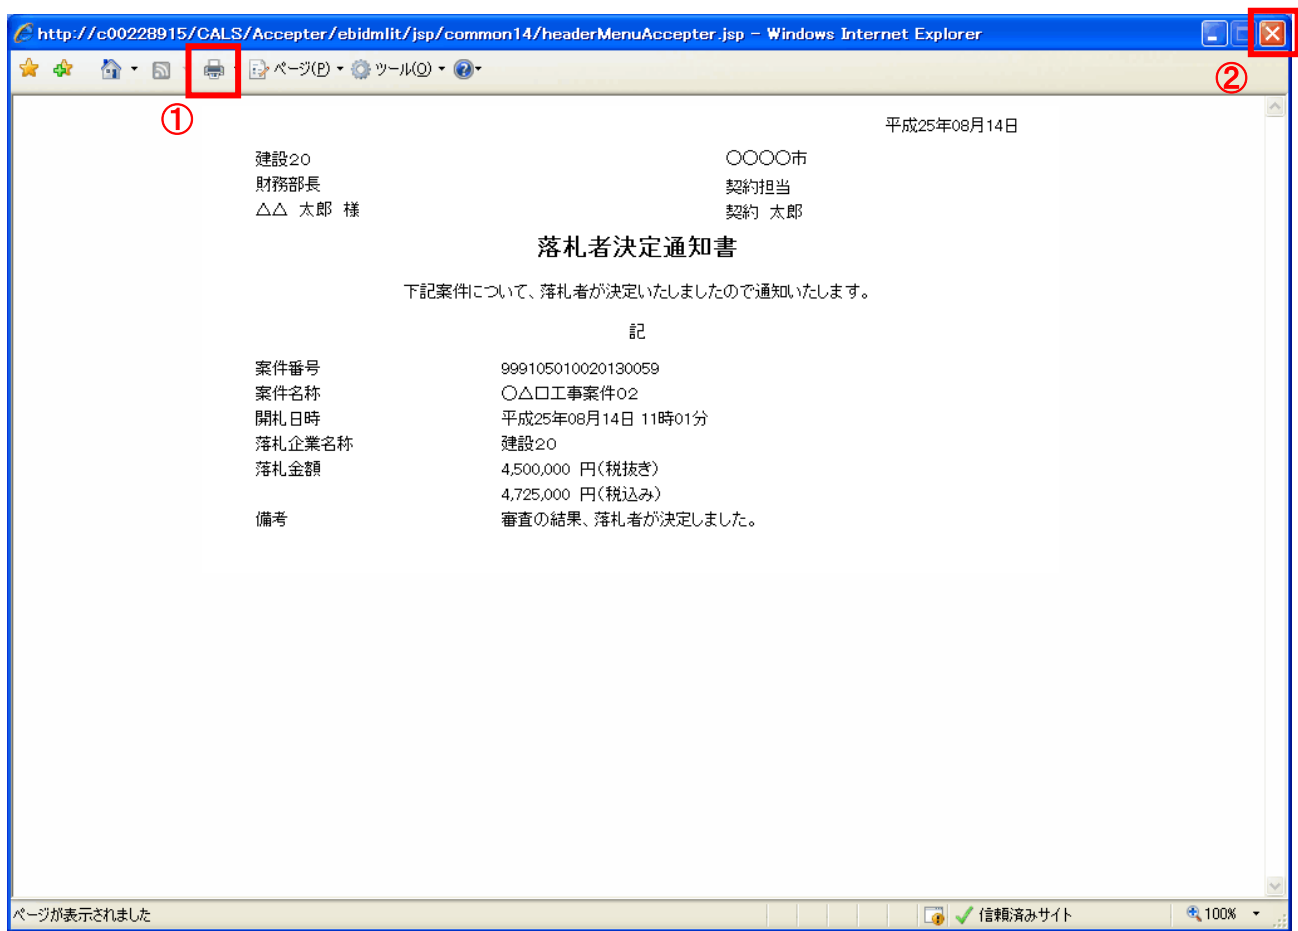 http://c00228915/CALS/Accepter/ebidmlit/jsp/common14/headerMenuAccepter.jsp - Windows Internet Explorer
ページ(P) ツール(O)
①
②
平成25年08月14日
建設20
〇〇〇〇市
財務部長
契約担当
△△ 太郎 様
契約 太郎
落札者決定通知書
下記案件について、落札者が決定いたしましたので通知いたします。
記
案件番号 999105010020130059
案件名称 〇△口工事案件02
開札日時 平成25年08月14日 11時01分
落札企業名称 建設20
落札金額 4,500,000 円(税抜き)
4,725,000 円(税込み)
備考 審査の結果、落札者が決定しました。
ページが表示されました 信頼済みサイト 100%